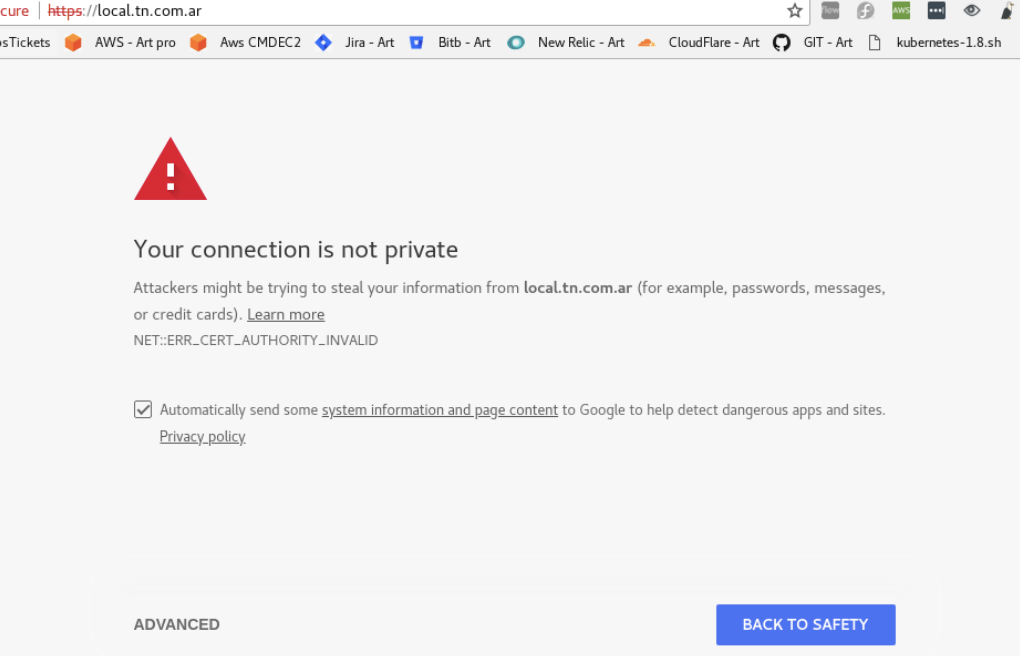 cure https://local.tn.com.ar flow AWS
osTickets AWS - Art pro Aws CMDEC2 Jira - Art Bitb - Art New Relic - Art CloudFlare - Art GIT - Art kubernetes-1.8.sh
Your connection is not private
Attackers might be trying to steal your information from local.tn.com.ar (for example, passwords, messages,
or credit cards). Learn more
NET::ERR_CERT_AUTHORITY_INVALID
Automatically send some system information and page content to Google to help detect dangerous apps and sites.
Privacy policy
ADVANCED BACK TO SAFETY